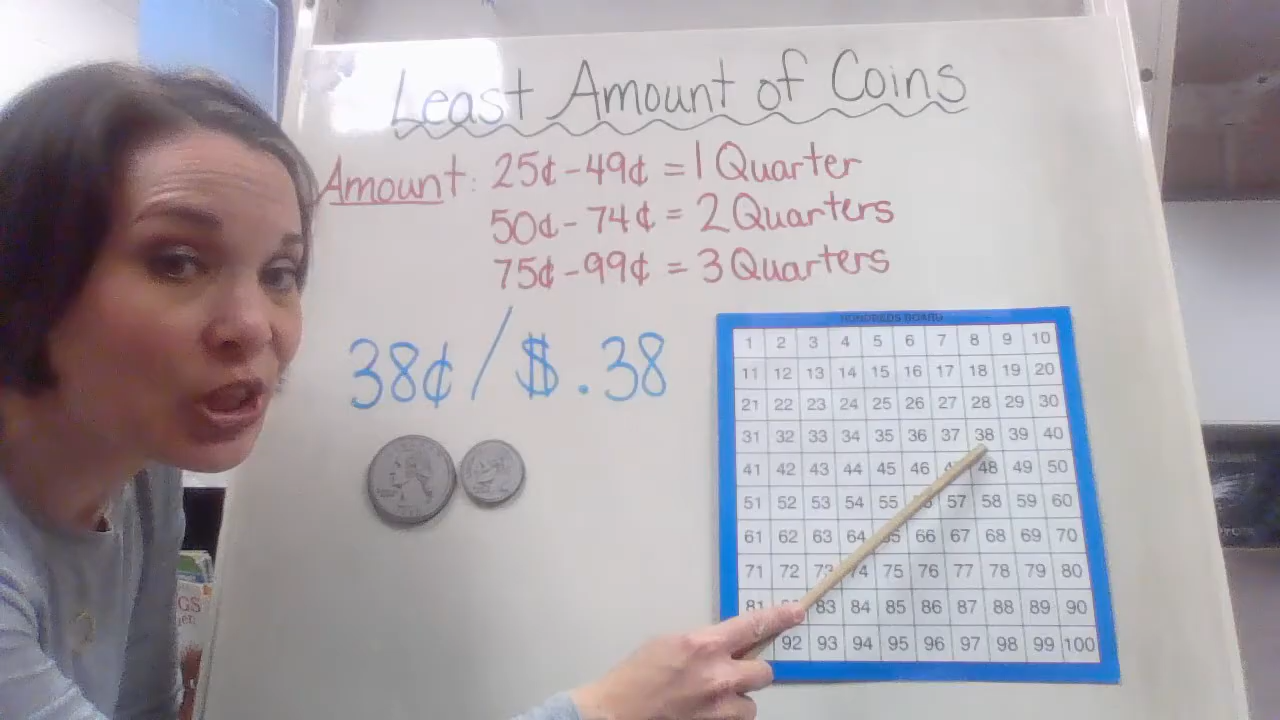 Least Amount of Coins
Amount: 25¢-49¢ = 1 Quarter
50¢-74¢ = 2 Quarters
75¢-99¢ = 3 Quarters
38¢/$.38
HUNDREDS BOARD
1 2 3 4 5 6 7 8 9 10
11 12 13 14 15 16 17 18 19 20
21 22 23 24 25 26 27 28 29 30
31 32 33 34 35 36 37 38 39 40
41 42 43 44 45 46 48 49 50
51 52 53 54 55 57 58 59 60
61 62 63 64 66 67 68 69 70
71 72 73 74 75 76 77 78 79 80
81 83 84 85 86 87 88 89 90
92 93 94 95 96 97 98 99 100